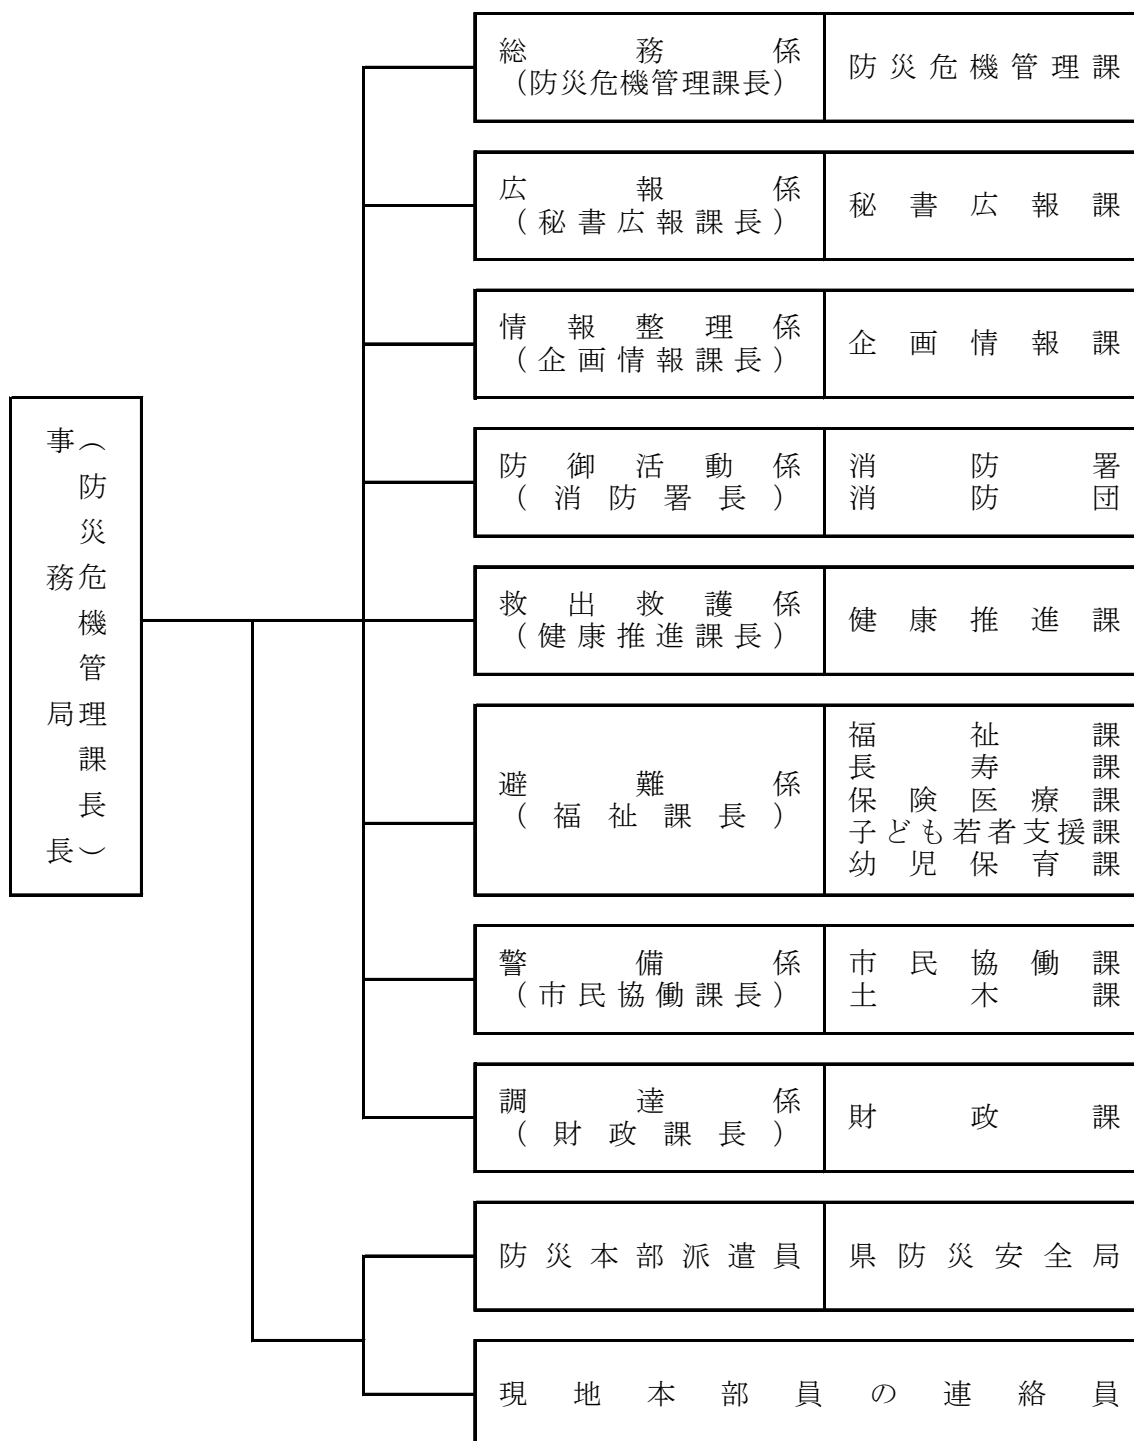 事務局長
（防災危機管理課長）
総務係
（防災危機管理課長）
防災危機管理課
広報係
（秘書広報課長）
秘書広報課
情報整理係
（企画情報課長）
企画情報課
防御活動係
（消防署長）
消防署
消防団
救出救護係
（健康推進課長）
健康推進課
避難係
（福祉課長）
福祉課
長寿課
保険医療課
子ども若者支援課
幼児保育課
警備係
（市民協働課長）
市民協働課
土木課
調達係
（財政課長）
財政課
防災本部派遣員
県防災安全局
現地本部員の連絡員